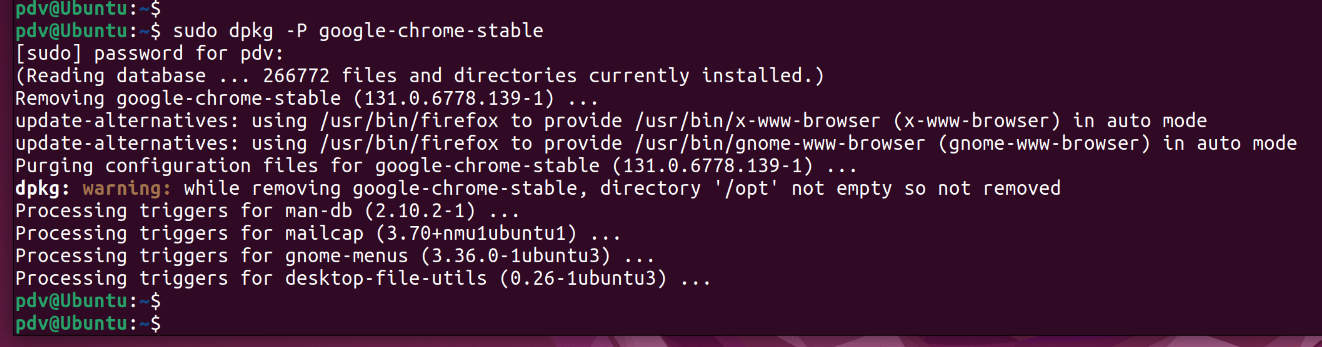 pdv@Ubuntu:~$
pdv@Ubuntu:~$ sudo dpkg -P google-chrome-stable
[sudo] password for pdv:
(Reading database ... 266772 files and directories currently installed.)
Removing google-chrome-stable (131.0.6778.139-1) ...
update-alternatives: using /usr/bin/firefox to provide /usr/bin/x-www-browser (x-www-browser) in auto mode
update-alternatives: using /usr/bin/firefox to provide /usr/bin/gnome-www-browser (gnome-www-browser) in auto mode
Purging configuration files for google-chrome-stable (131.0.6778.139-1) ...
dpkg: warning: while removing google-chrome-stable, directory '/opt' not empty so not removed
Processing triggers for man-db (2.10.2-1) ...
Processing triggers for mailcap (3.70+nmu1ubuntu1) ...
Processing triggers for gnome-menus (3.36.0-1ubuntu3) ...
Processing triggers for desktop-file-utils (0.26-1ubuntu3) ...
pdv@Ubuntu:~$
pdv@Ubuntu:~$